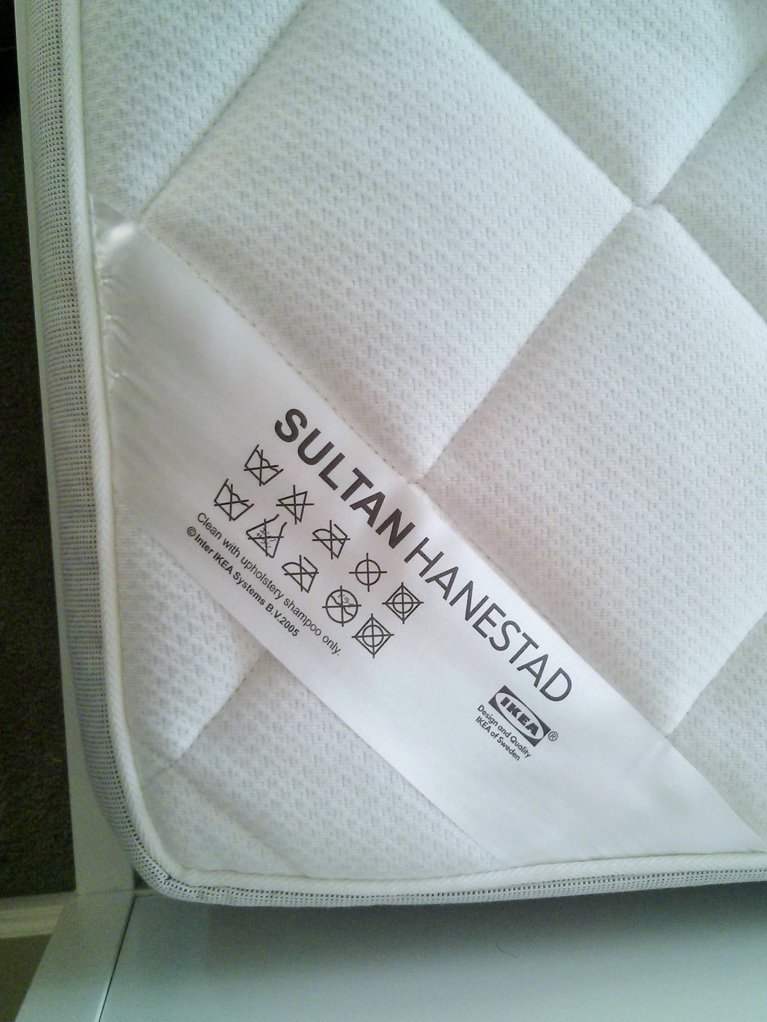 SULTAN HANESTAD
Clean with upholstery shampoo only.
© Inter IKEA Systems B.V.2005
IKEA®
Design and Quality
IKEA of Sweden